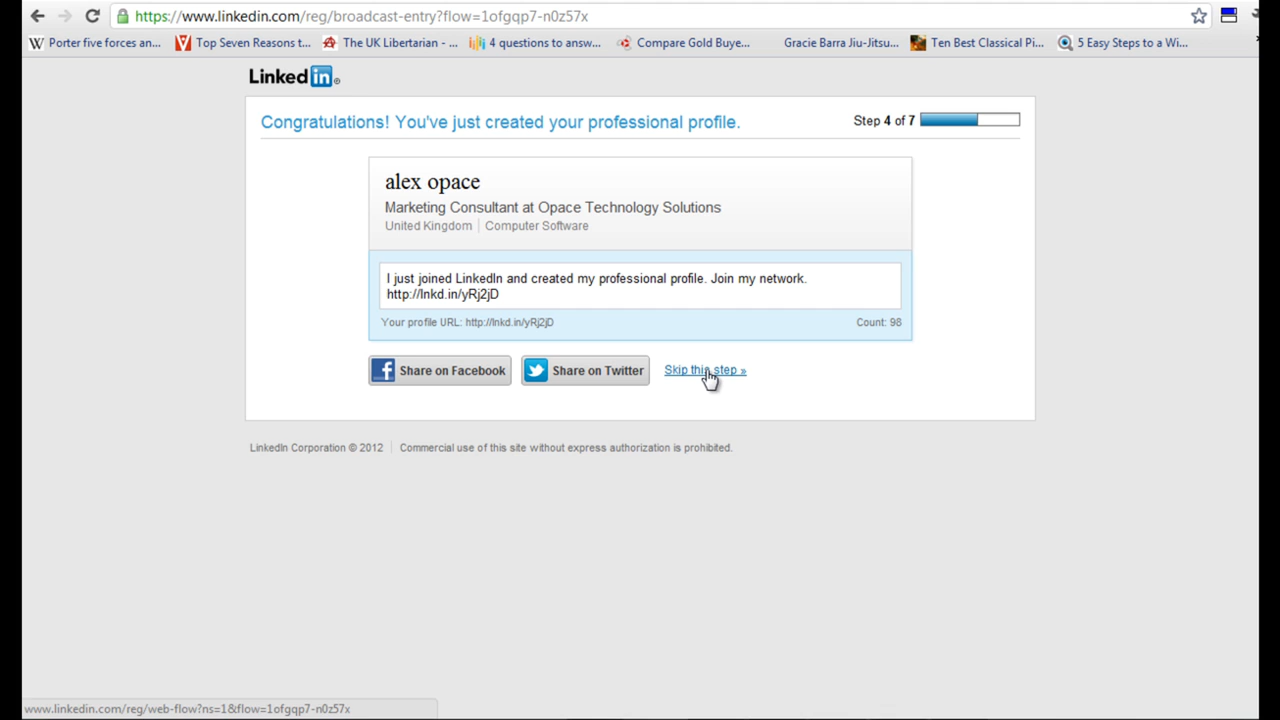 https://www.linkedin.com/reg/broadcast-entry?flow=1ofgqp7-n0z57x
Porter five forces an... Top Seven Reasons t... The UK Libertarian - ... 4 questions to answ... Compare Gold Buye... Gracie Barra Jiu-Jitsu... Ten Best Classical Pi... 5 Easy Steps to a Wi...
Linked in
Congratulations! You've just created your professional profile. Step 4 of 7
alex opace
Marketing Consultant at Opace Technology Solutions
United Kingdom Computer Software
I just joined LinkedIn and created my professional profile. Join my network.
http://lnkd.in/yRj2jD
Your profile URL: http://lnkd.in/yRj2jD Count: 98
Share on Facebook Share on Twitter Skip this step »
LinkedIn Corporation © 2012 Commercial use of this site without express authorization is prohibited.
www.linkedin.com/reg/web-flow?ns=1&flow=1ofgqp7-n0z57x